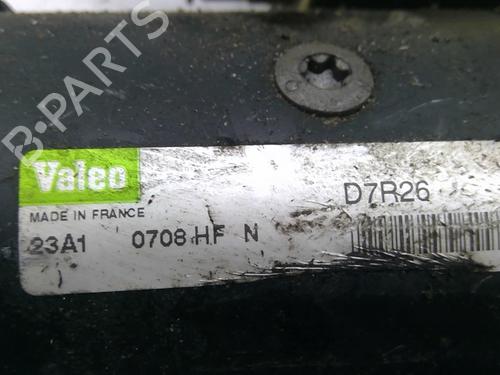 B-PARTS
Valeo
D7R26
MADE IN FRANCE
23A1 0708 HF N